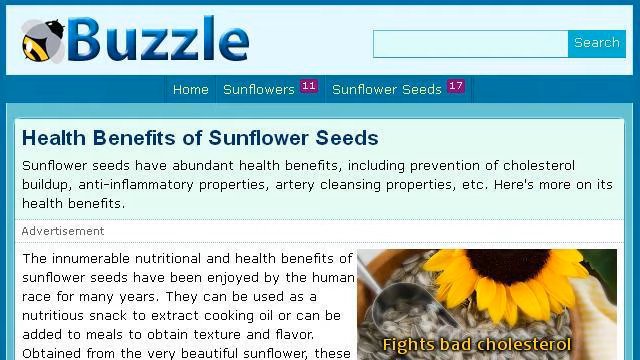 Buzzle
Search
Home Sunflowers 11 Sunflower Seeds 17
Health Benefits of Sunflower Seeds
Sunflower seeds have abundant health benefits, including prevention of cholesterol
buildup, anti-inflammatory properties, artery cleansing properties, etc. Here's more on its
health benefits.
Advertisement
The innumerable nutritional and health benefits of
sunflower seeds have been enjoyed by the human
race for many years. They can be used as a
nutritious snack to extract cooking oil or can be
added to meals to obtain texture and flavor.
Obtained from the very beautiful sunflower, these
Fights bad cholesterol